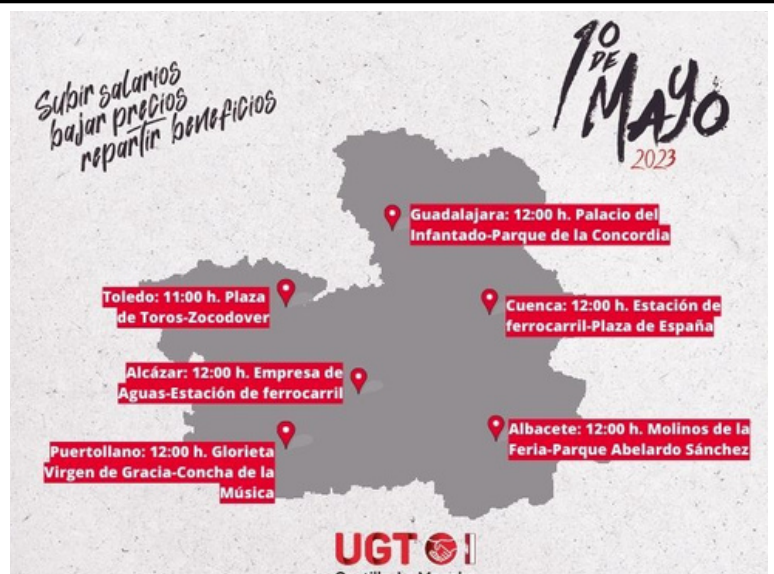 Subir salarios
bajar precios
repartir beneficios
1º
DE
MAYO
2023
Guadalajara: 12:00 h. Palacio del
Infantado-Parque de la Concordia
Toledo: 11:00 h. Plaza
de Toros-Zocodover
Cuenca: 12:00 h. Estación de
ferrocarril-Plaza de España
Alcázar: 12:00 h. Empresa de
Aguas-Estación de ferrocarril
Puertollano: 12:00 h. Glorieta
Virgen de Gracia-Concha de la
Música
Albacete: 12:00 h. Molinos de la
Feria-Parque Abelardo Sánchez
UGT